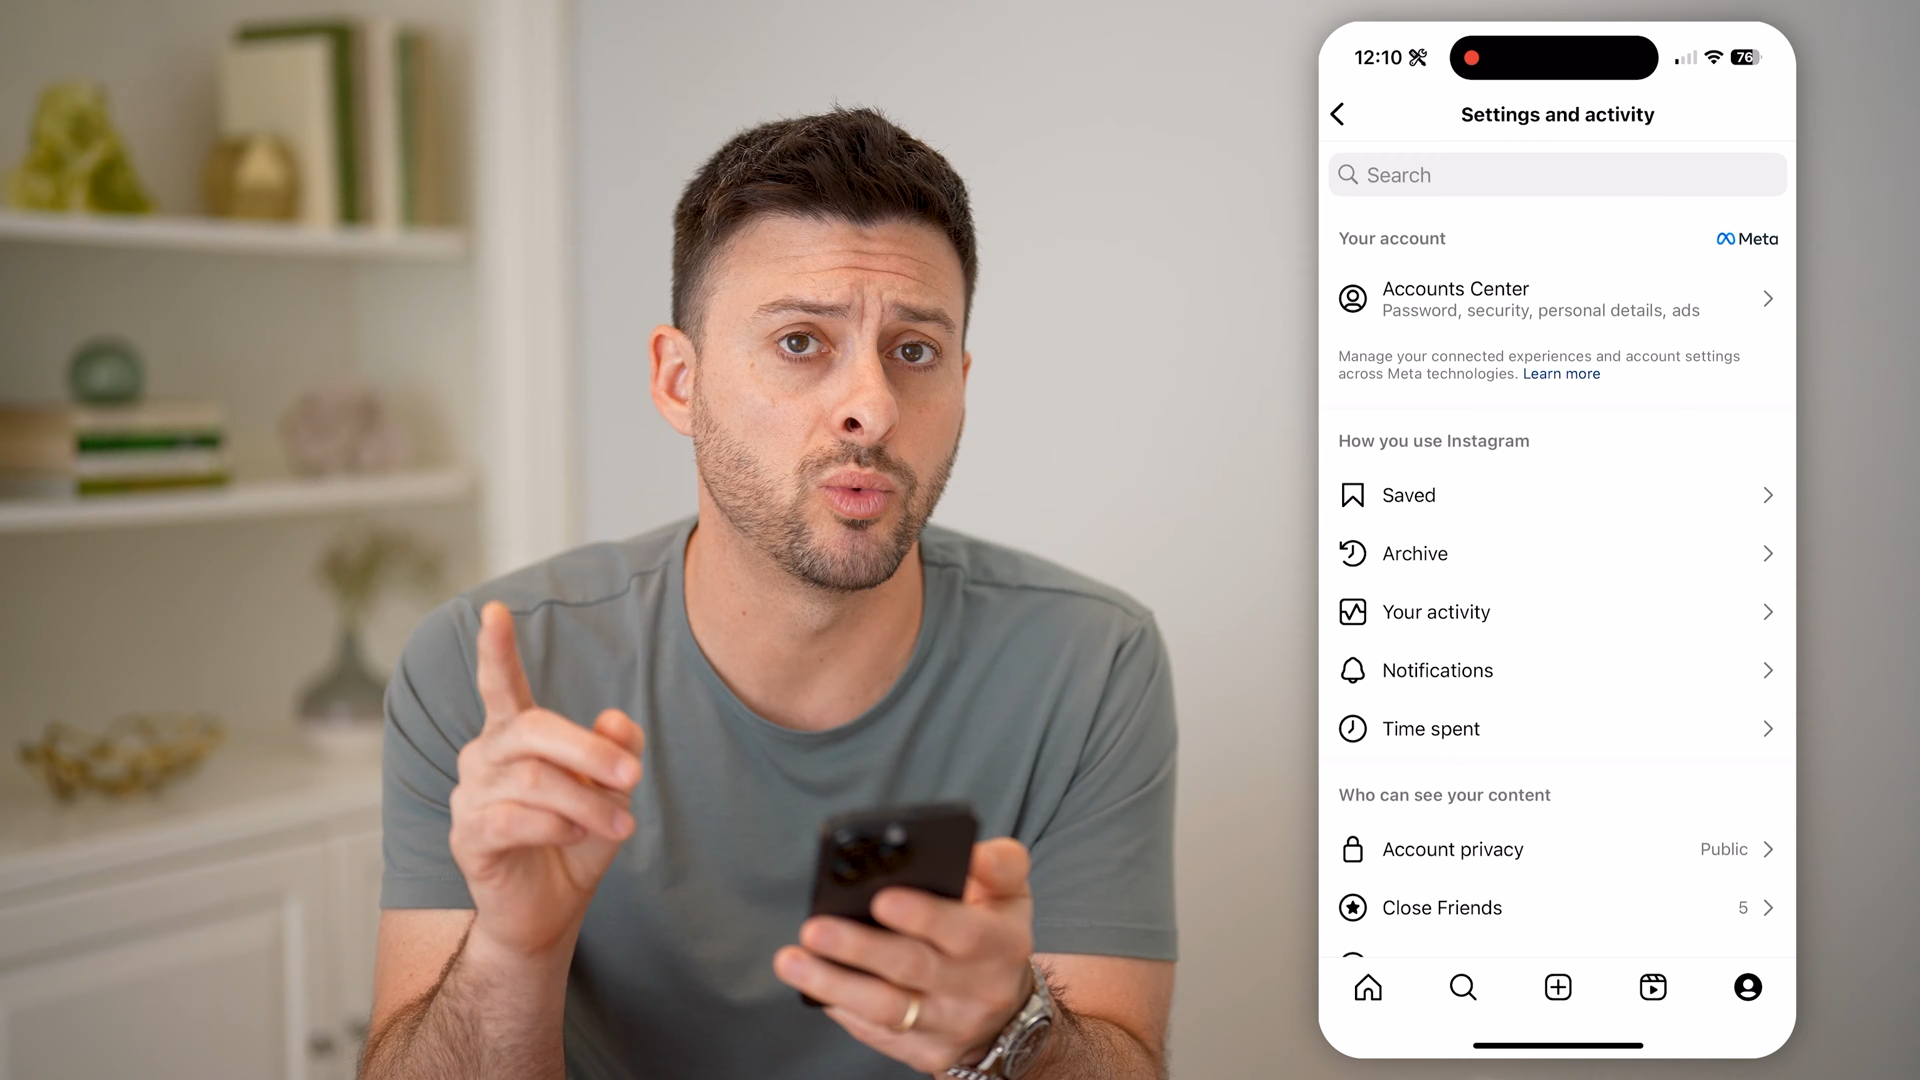 12:10
76
Settings and activity
Search
Your account
Meta
Accounts Center
Password, security, personal details, ads
Manage your connected experiences and account settings
across Meta technologies. Learn more
How you use Instagram
Saved
Archive
Your activity
Notifications
Time spent
Who can see your content
Account privacy
Public
Close Friends
5